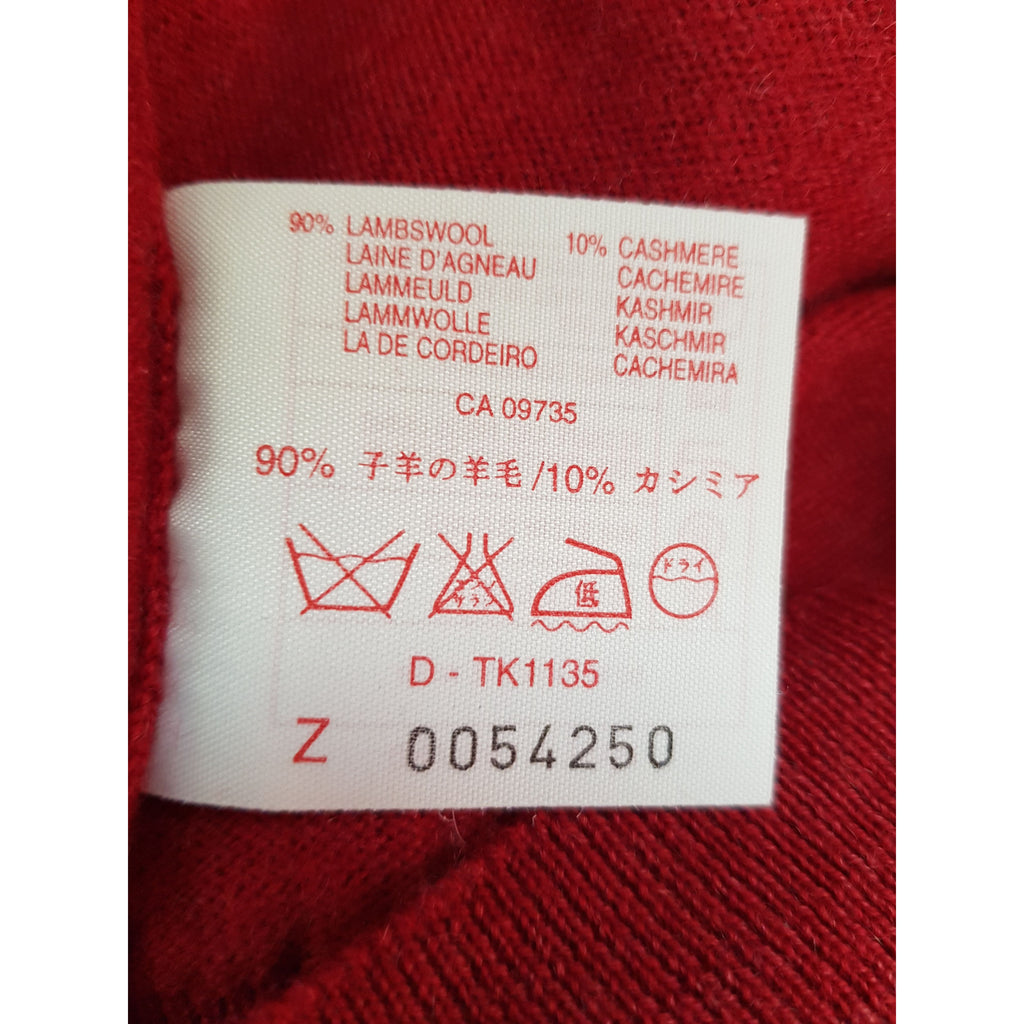 90% LAMBSWOOL
LAINE D'AGNEAU
LAMMEULD
LAMMWOLLE
LA DE CORDEIRO
10% CASHMERE
CACHEMIRE
KASHMIR
KASCHMIR
CACHEMIRA
CA 09735
90% 子羊の羊毛/10% カシミア
低
ドライ
D - TK1135
Z 0054250